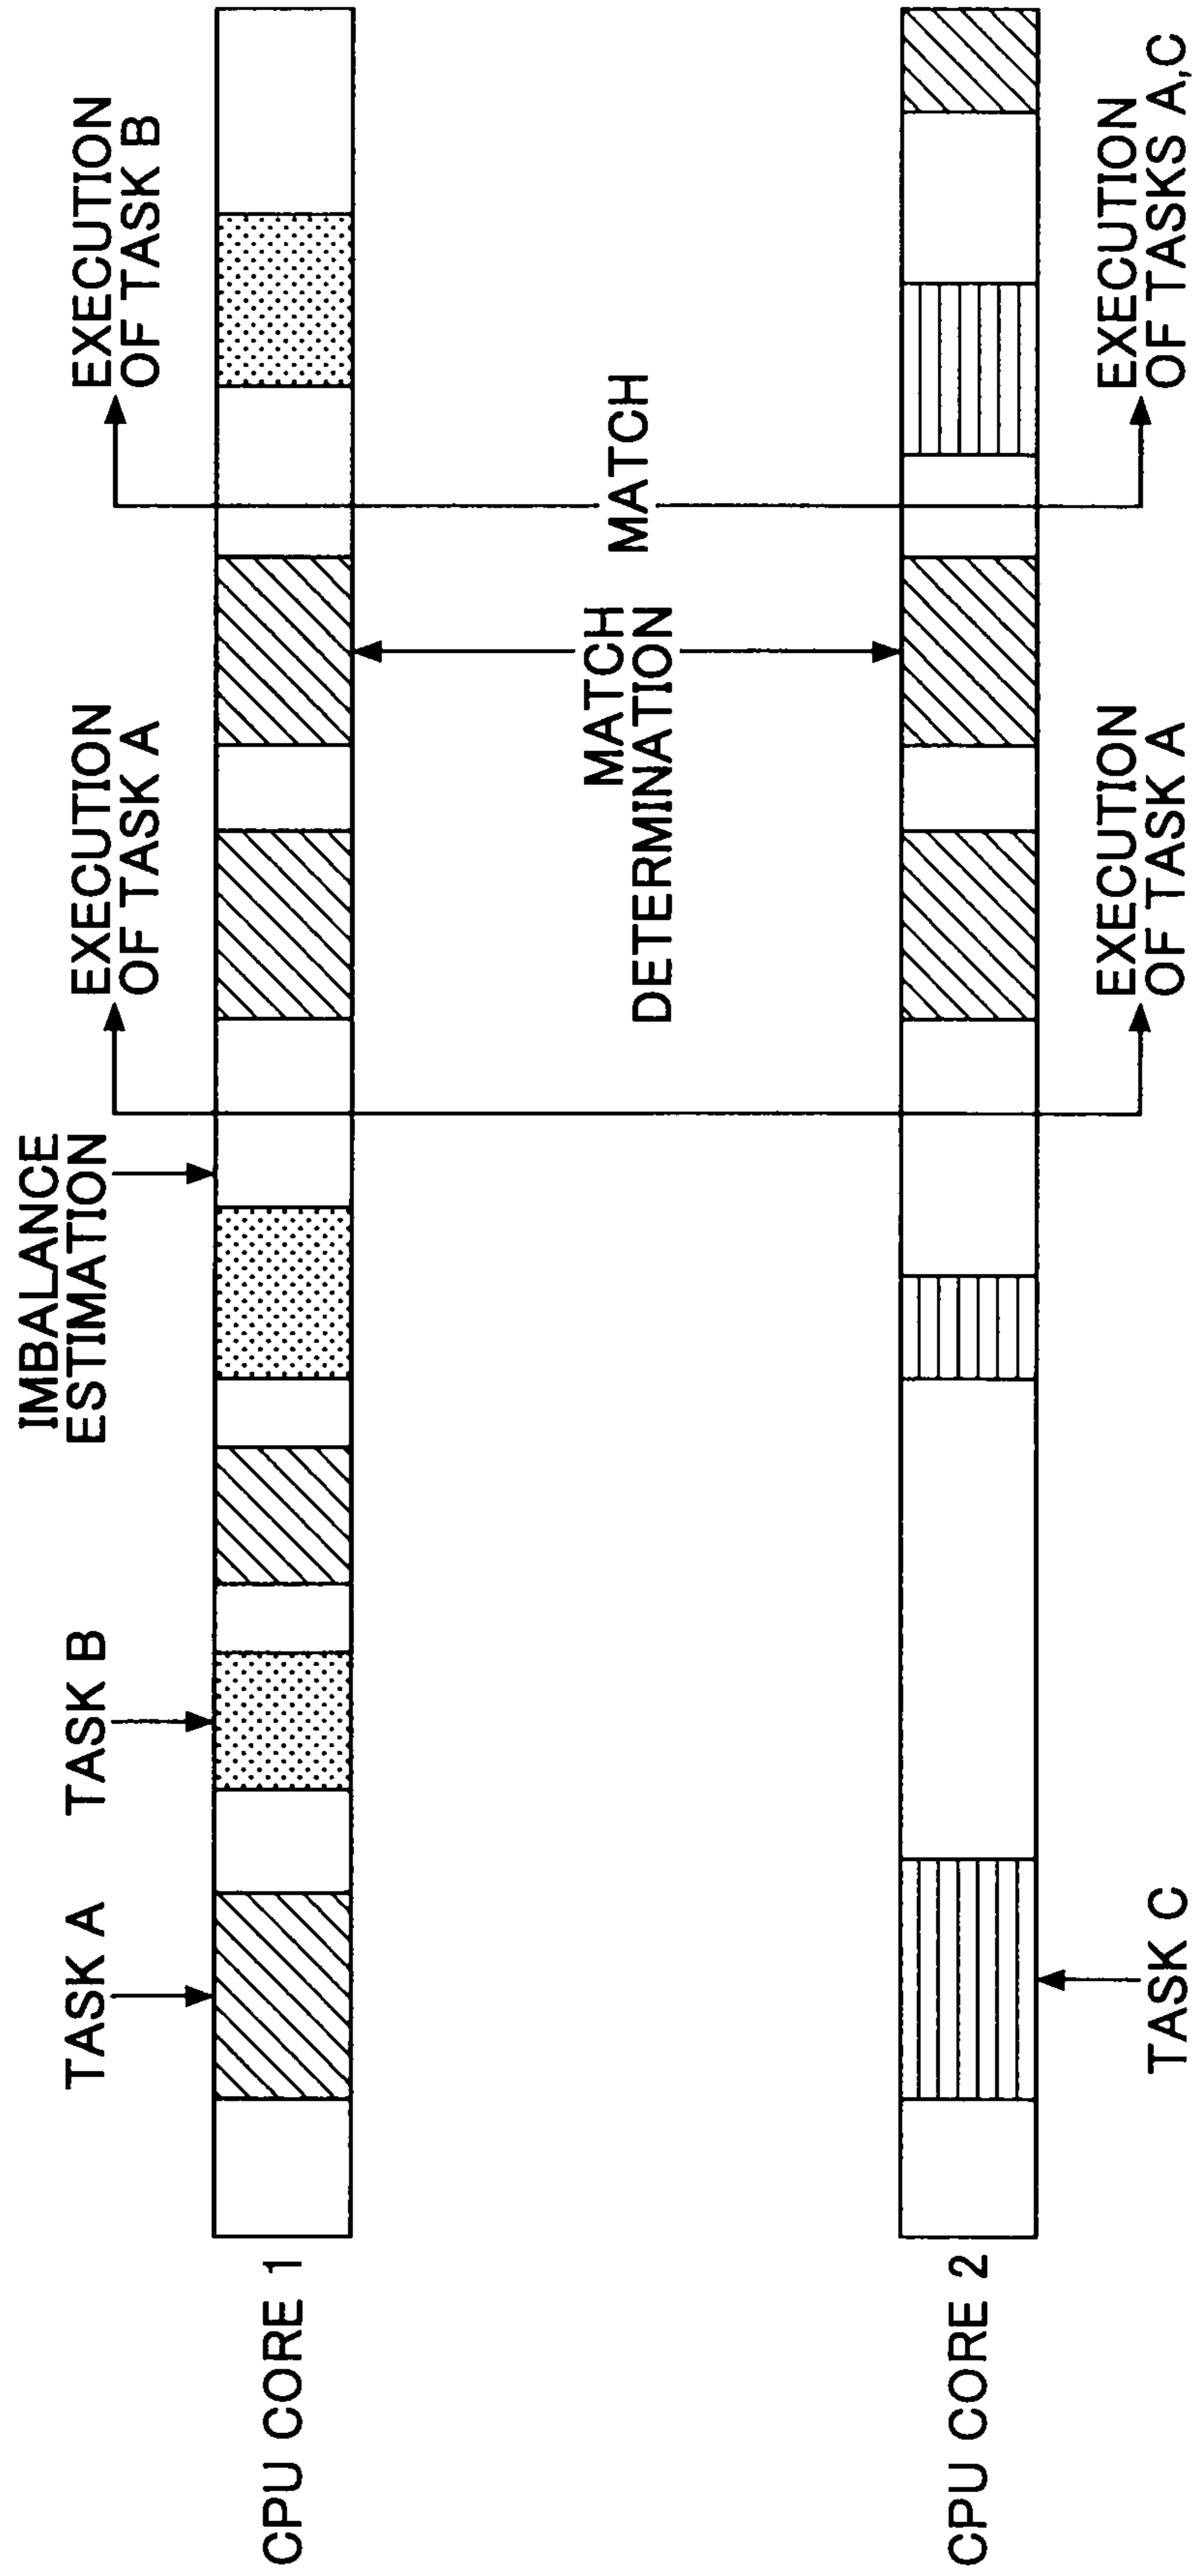 TASK A
TASK B
IMBALANCE
ESTIMATION
EXECUTION
OF TASK A
EXECUTION
OF TASK B
CPU CORE 1
MATCH
DETERMINATION
MATCH
CPU CORE 2
TASK C
EXECUTION
OF TASK A
EXECUTION
OF TASKS A,C